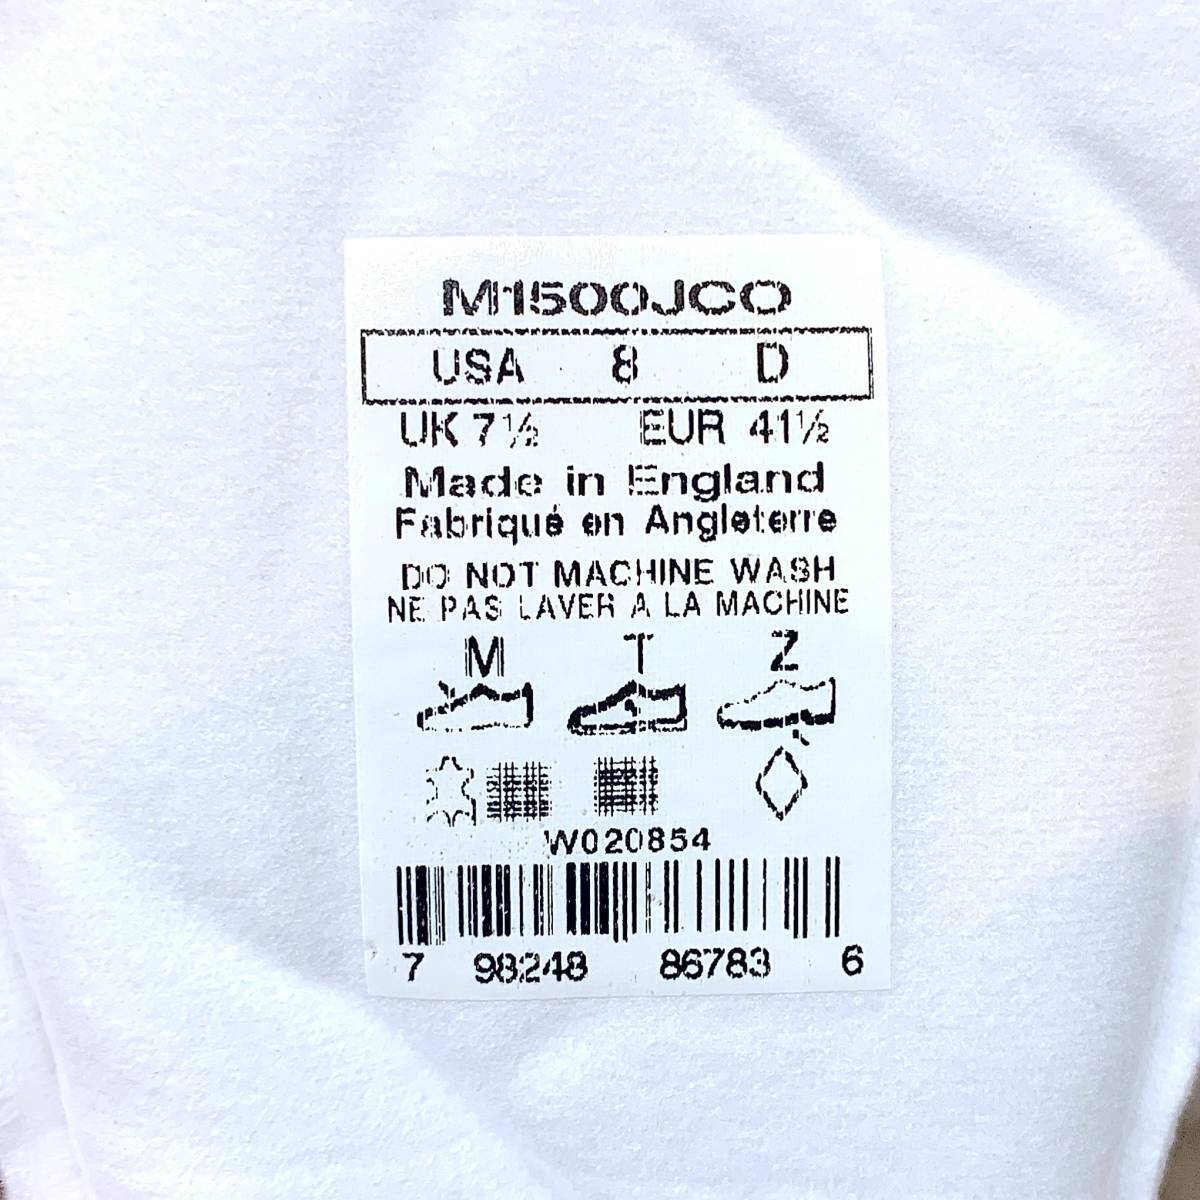 M1500JCO
USA 8 D
UK 7½ EUR 41½
Made in England
Fabriqué en Angleterre
DO NOT MACHINE WASH
NE PAS LAVER A LA MACHINE
M T Z
W020854
7 98248 86783 6